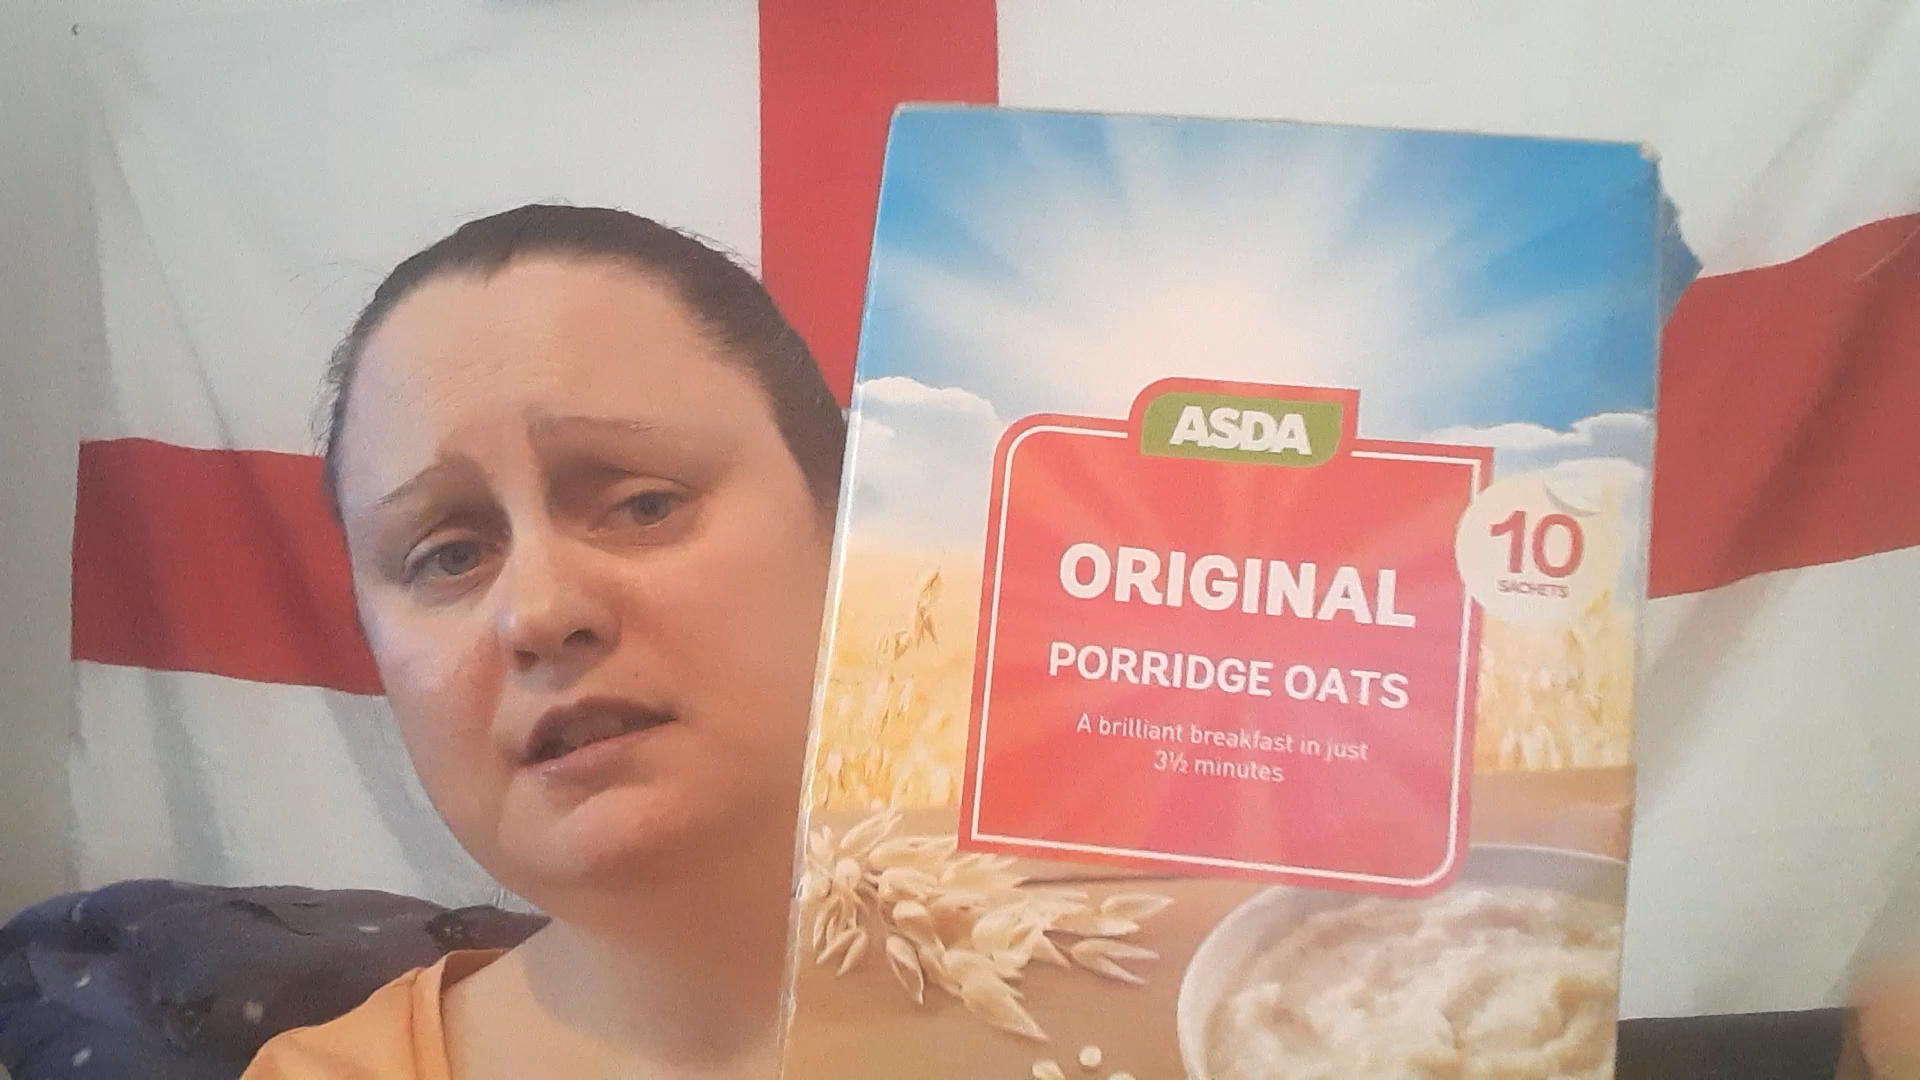 ASDA
10
SACHETS
ORIGINAL
PORRIDGE OATS
A brilliant breakfast in just
3½ minutes